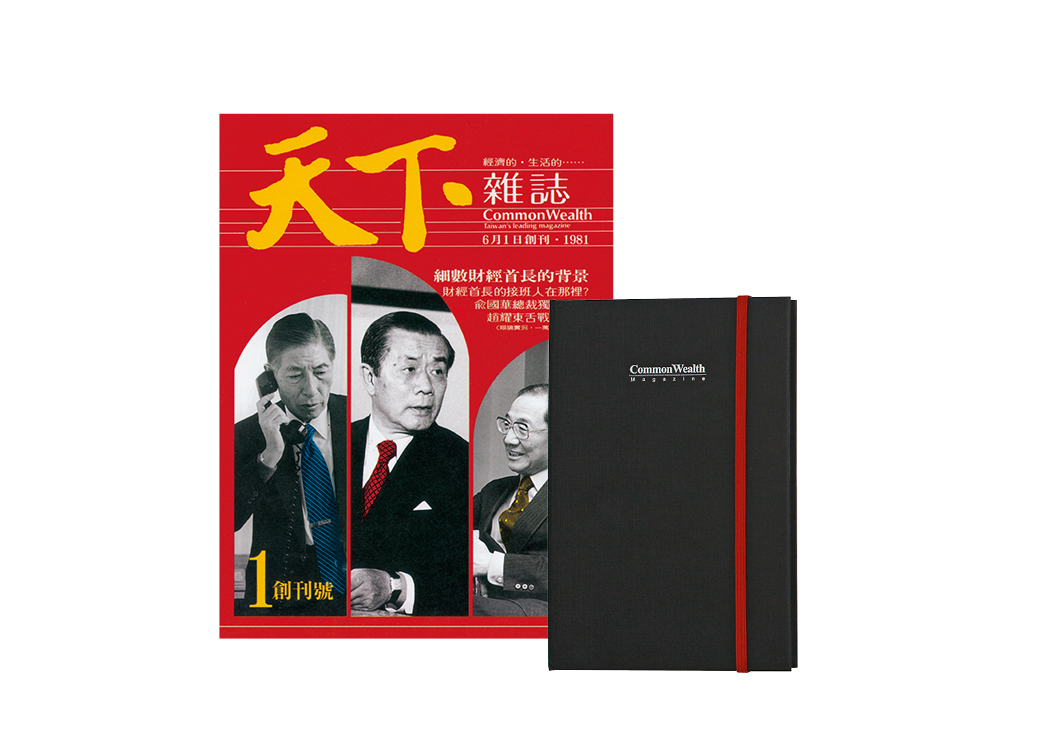 天下
經濟的・生活的⋯⋯
雜誌
CommonWealth
Taiwan's leading magazine
6月1日創刊・1981
細數財經首長的背景
財經首長的接班人在那裡?
俞國華總裁獨
趙耀東舌戰
1 創刊號
CommonWealth
Magazine